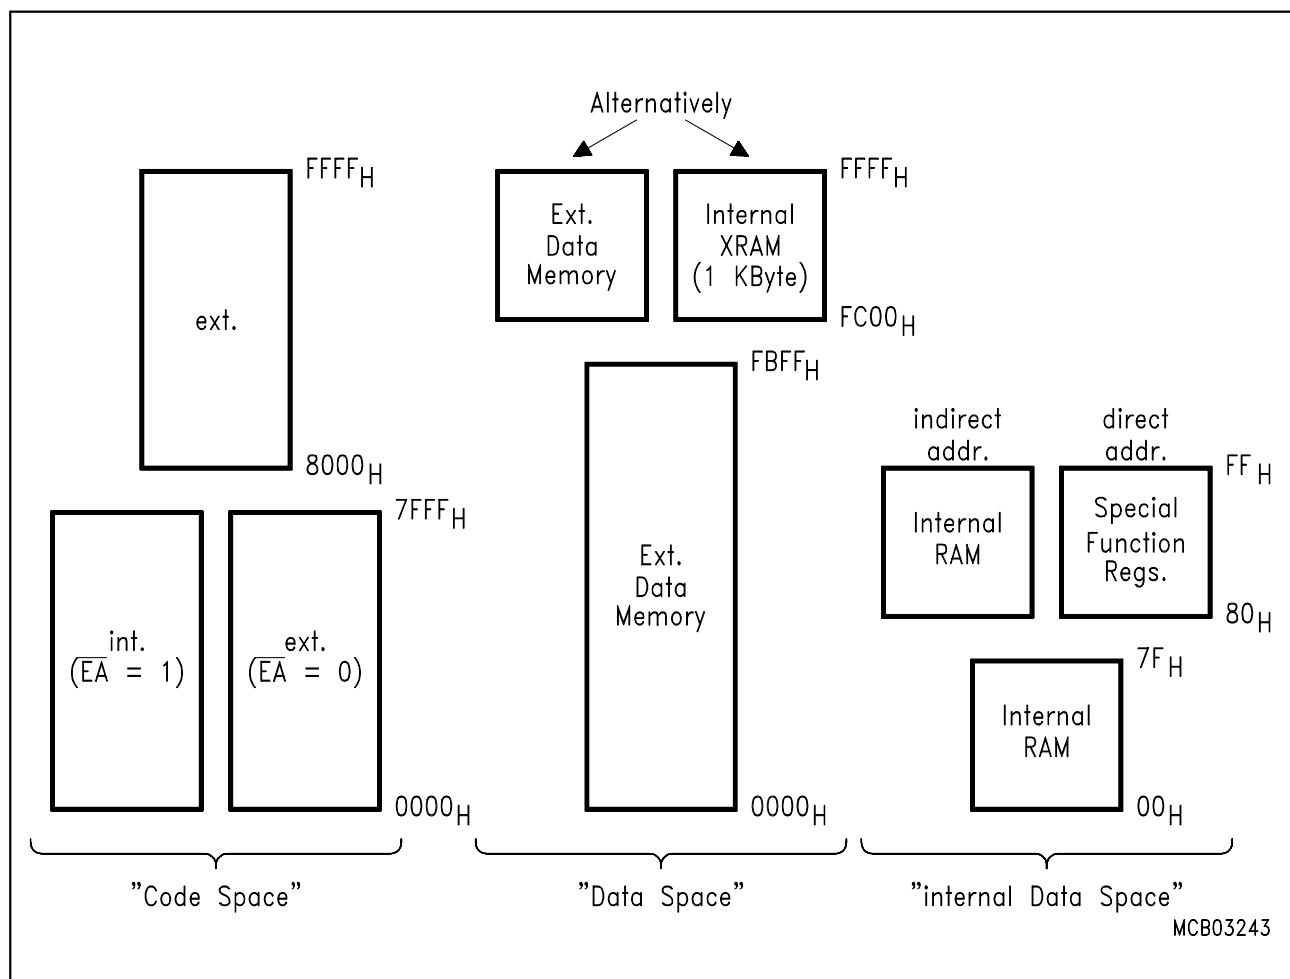 Alternatively
FFFFH
ext.
8000H
int.
(EA = 1)
ext.
(EA = 0)
7FFFH
0000H
"Code Space"
Ext.
Data
Memory
Internal
XRAM
(1 KByte)
FFFFH
FC00H
FBFFH
Ext.
Data
Memory
0000H
"Data Space"
indirect
addr.
direct
addr.
Internal
RAM
Special
Function
Regs.
FFH
80H
7FH
Internal
RAM
00H
"internal Data Space"
MCB03243